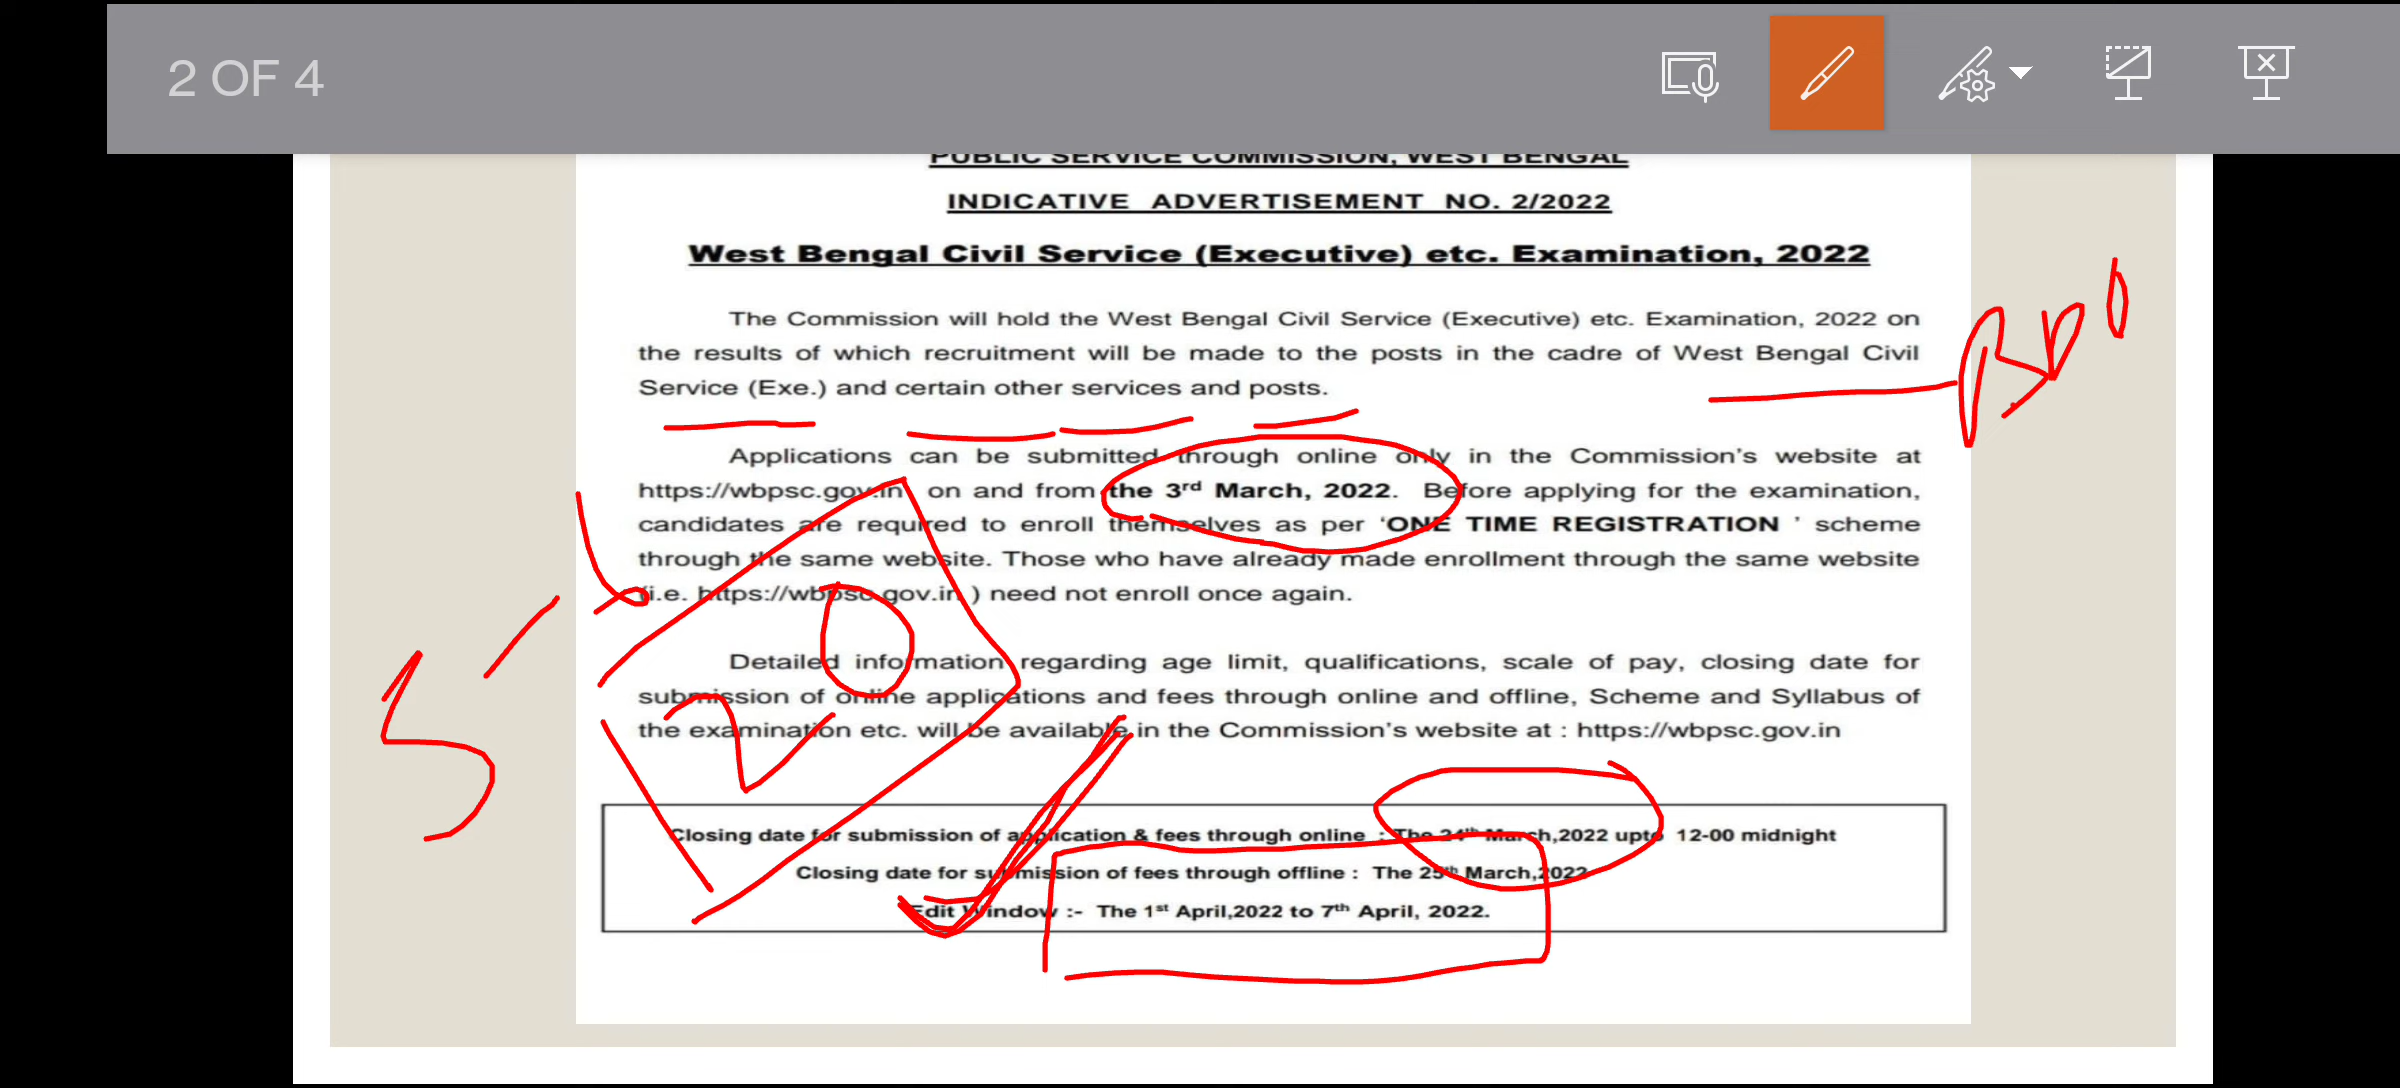 2 OF 4
PUBLIC SERVICE COMMISSION, WEST BENGAL
INDICATIVE ADVERTISEMENT NO. 2/2022
West Bengal Civil Service (Executive) etc. Examination, 2022
The Commission will hold the West Bengal Civil Service (Executive) etc. Examination, 2022 on
the results of which recruitment will be made to the posts in the cadre of West Bengal Civil
Service (Exe.) and certain other services and posts.
BDO
Applications can be submitted through online only in the Commission's website at
https://wbpsc.gov.in on and from the 3rd March, 2022. Before applying for the examination,
candidates are required to enroll themselves as per 'ONE TIME REGISTRATION ' scheme
through the same website. Those who have already made enrollment through the same website
(i.e. https://wbpsc.gov.in ) need not enroll once again.
Detailed information regarding age limit, qualifications, scale of pay, closing date for
submission of online applications and fees through online and offline, Scheme and Syllabus of
the examination etc. will be available in the Commission's website at : https://wbpsc.gov.in
Closing date for submission of application & fees through online : The 24th March,2022 upto 12-00 midnight
Closing date for submission of fees through offline : The 25th March,2022
Edit Window :- The 1st April,2022 to 7th April, 2022.